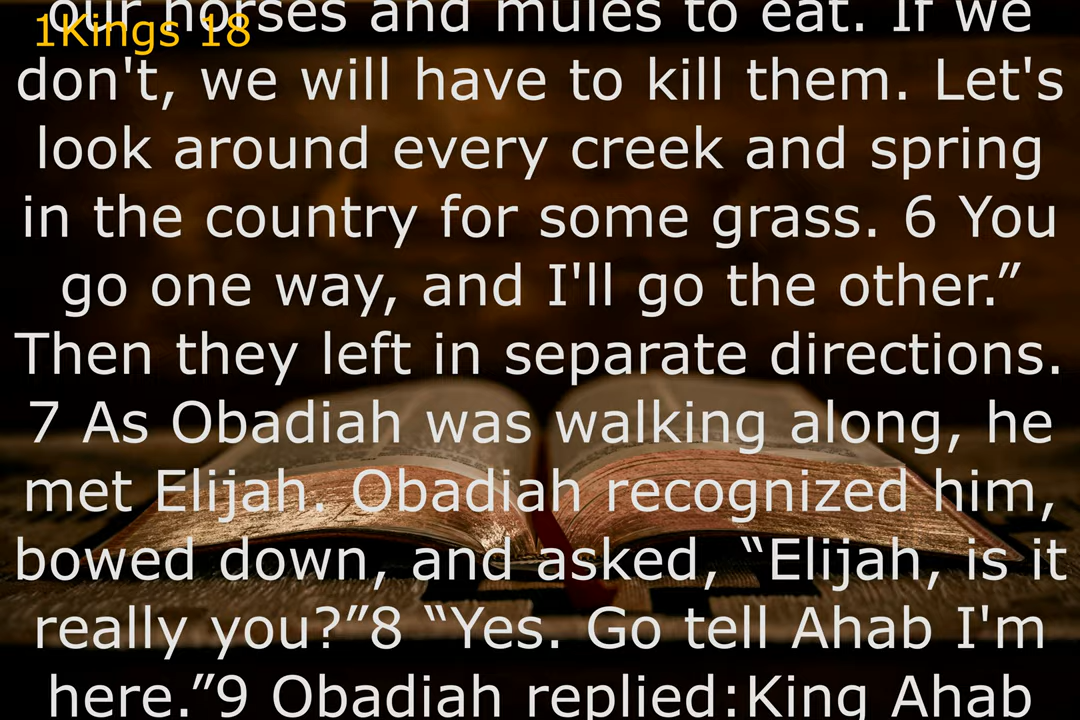 our horses and mules to eat. If we
1Kings 18
don't, we will have to kill them. Let's
look around every creek and spring
in the country for some grass. 6 You
go one way, and I'll go the other.”
Then they left in separate directions.
7 As Obadiah was walking along, he
met Elijah. Obadiah recognized him,
bowed down, and asked, “Elijah, is it
really you?”8 “Yes. Go tell Ahab I'm
here.”9 Obadiah replied:King Ahab